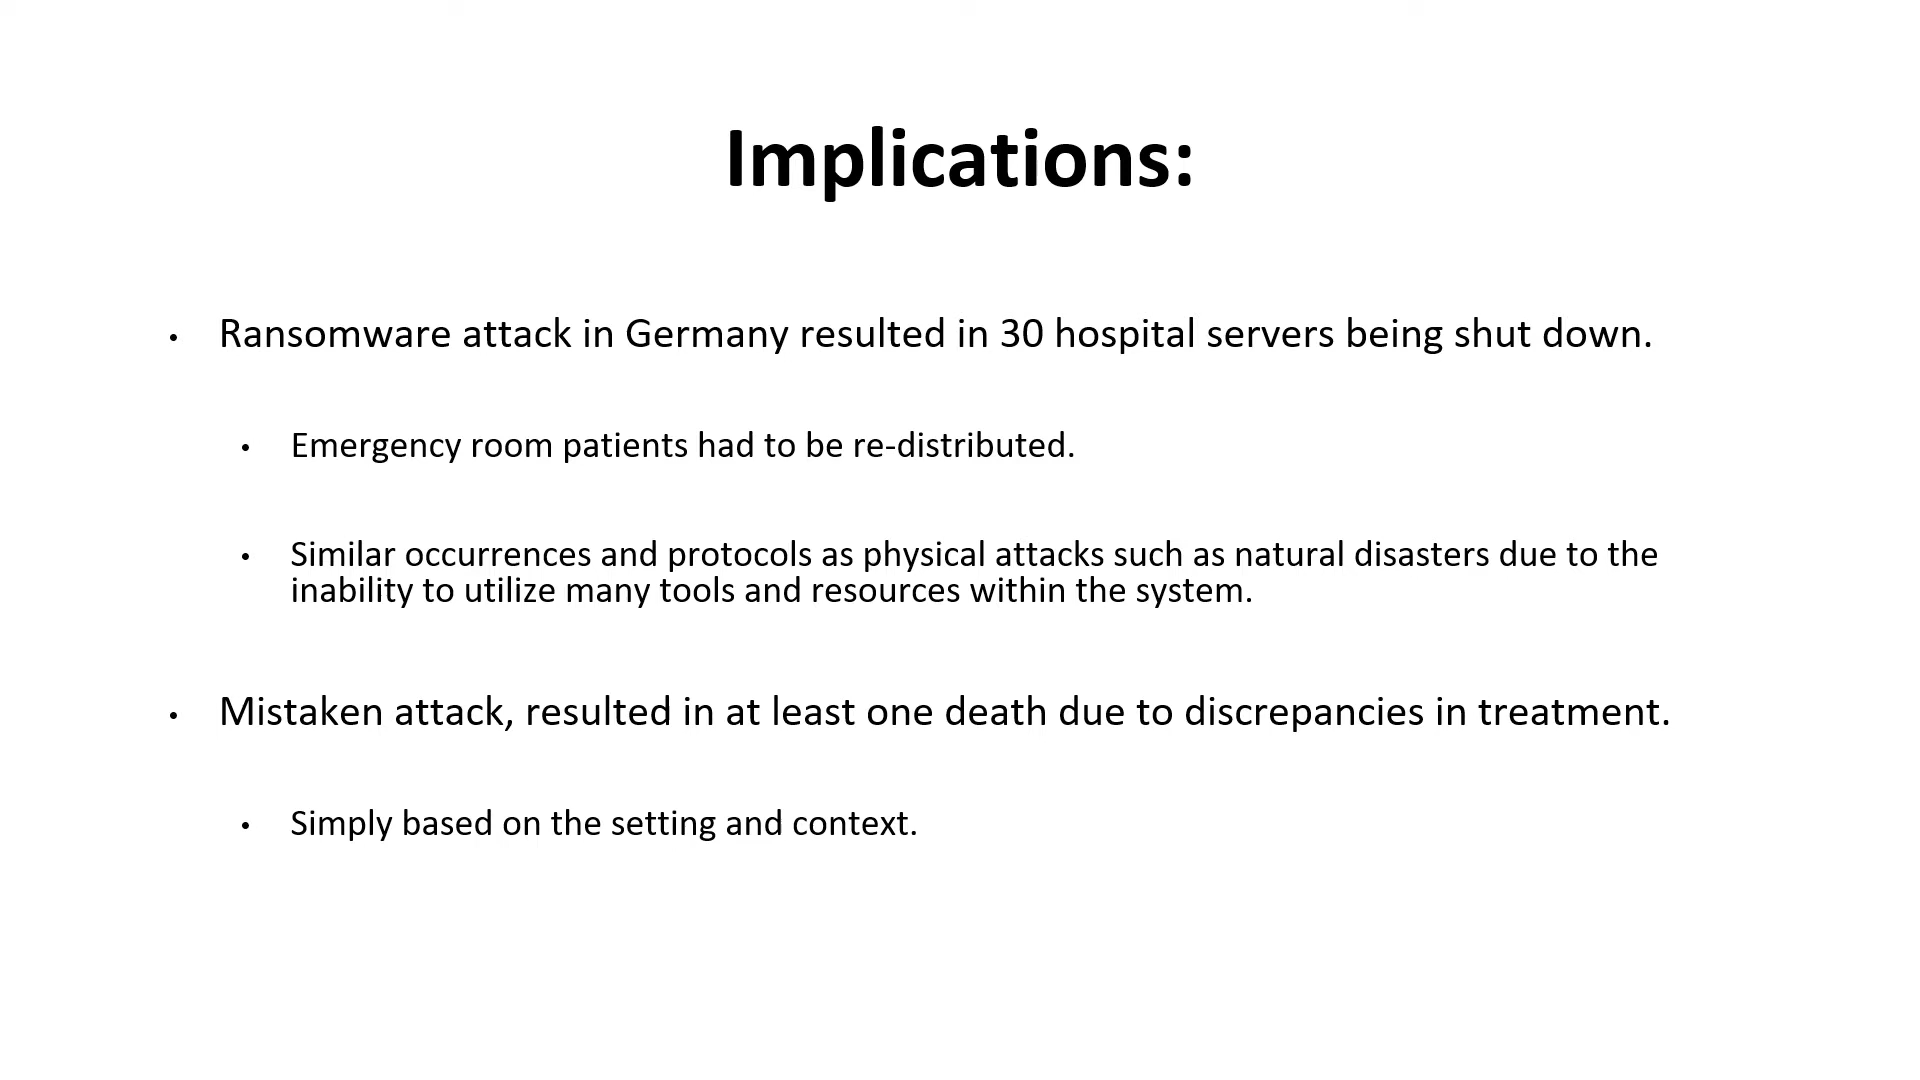 Implications:
• Ransomware attack in Germany resulted in 30 hospital servers being shut down.
• Emergency room patients had to be re-distributed.
• Similar occurrences and protocols as physical attacks such as natural disasters due to the
inability to utilize many tools and resources within the system.
• Mistaken attack, resulted in at least one death due to discrepancies in treatment.
• Simply based on the setting and context.